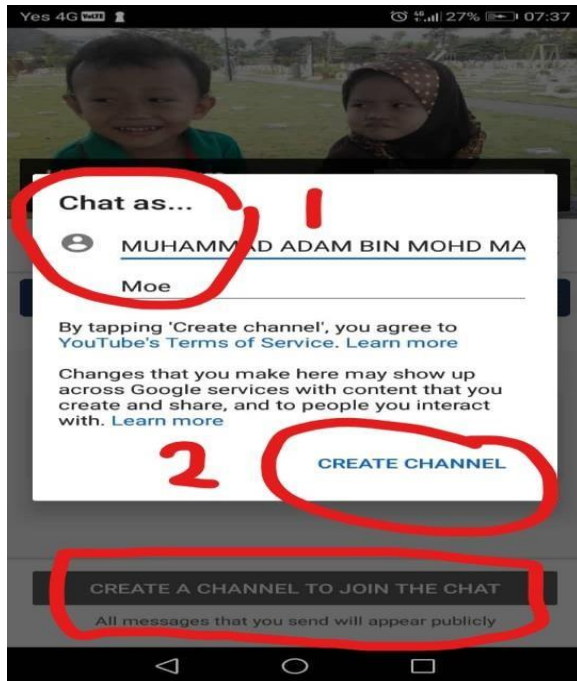 Yes 4G VoLTE 4G 27% 07:37
Chat as...
1
MUHAMMAD ADAM BIN MOHD MA
Moe
By tapping 'Create channel', you agree to
YouTube's Terms of Service. Learn more
Changes that you make here may show up
across Google services with content that you
create and share, and to people you interact
with. Learn more
2
CREATE CHANNEL
CREATE A CHANNEL TO JOIN THE CHAT
All messages that you send will appear publicly